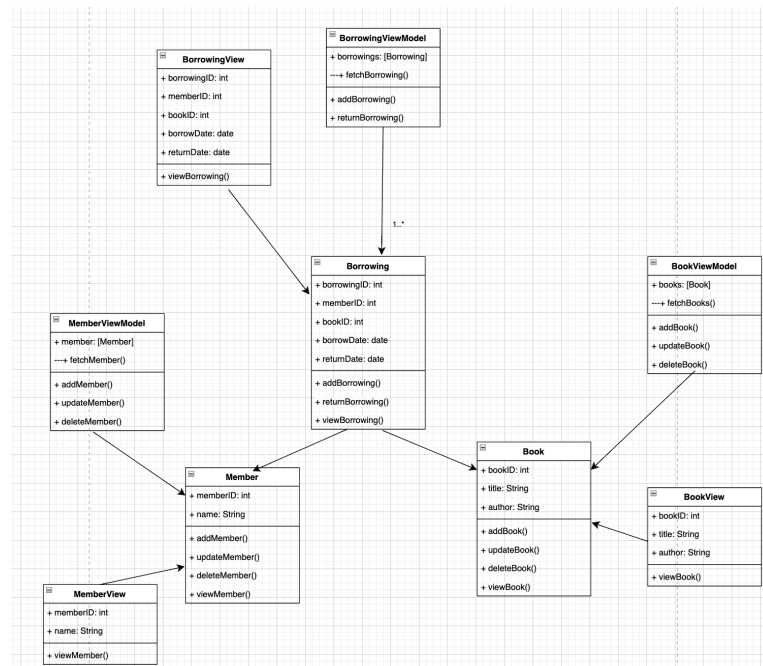 BorrowingView
+ borrowingID: int
+ memberID: int
+ bookID: int
+ borrowDate: date
+ returnDate: date
+ viewBorrowing()
BorrowingViewModel
+ borrowings: [Borrowing]
---+ fetchBorrowing()
+ addBorrowing()
+ returnBorrowing()
1..*
Borrowing
+ borrowingID: int
+ memberID: int
+ bookID: int
+ borrowDate: date
+ returnDate: date
+ addBorrowing()
+ returnBorrowing()
+ viewBorrowing()
BookViewModel
+ books: [Book]
---+ fetchBooks()
+ addBook()
+ updateBook()
+ deleteBook()
MemberViewModel
+ member: [Member]
---+ fetchMember()
+ addMember()
+ updateMember()
+ deleteMember()
Member
+ memberID: int
+ name: String
+ addMember()
+ updateMember()
+ deleteMember()
+ viewMember()
Book
+ bookID: int
+ title: String
+ author: String
+ addBook()
+ updateBook()
+ deleteBook()
+ viewBook()
BookView
+ bookID: int
+ title: String
+ author: String
+ viewBook()
MemberView
+ memberID: int
+ name: String
+ viewMember()